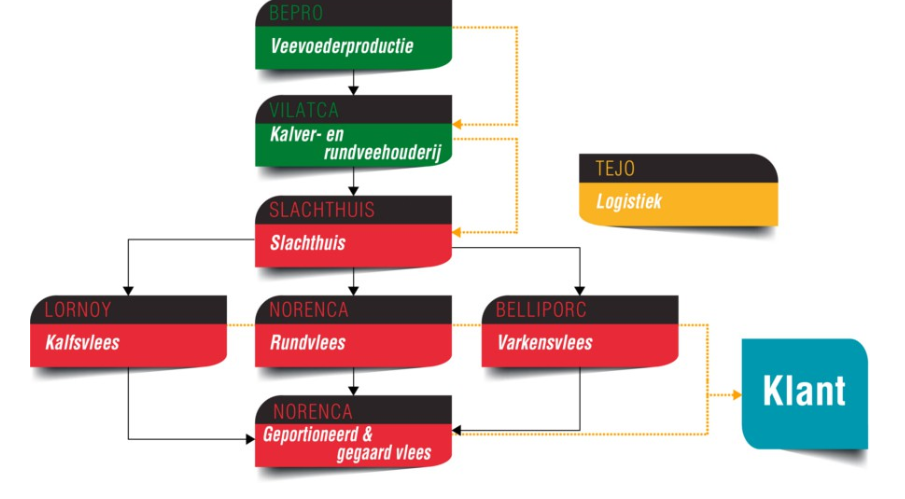 BEPRO
Veevoederproductie
VILATCA
Kalver- en
rundveehouderij
TEJO
Logistiek
SLACHTHUIS
Slachthuis
LORNOY
Kalfsvlees
NORENCA
Rundvlees
BELLIPORC
Varkensvlees
Klant
NORENCA
Geportioneerd &
gegaard vlees